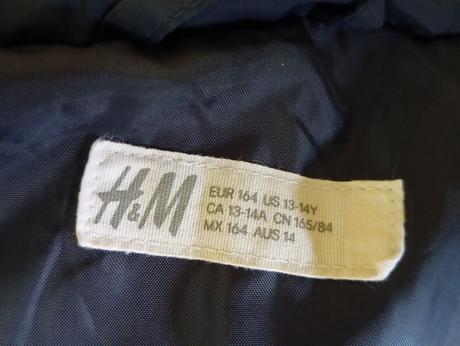 H&M
EUR 164 US 13-14Y
CA 13-14A CN 165/84
MX 164 AUS 14